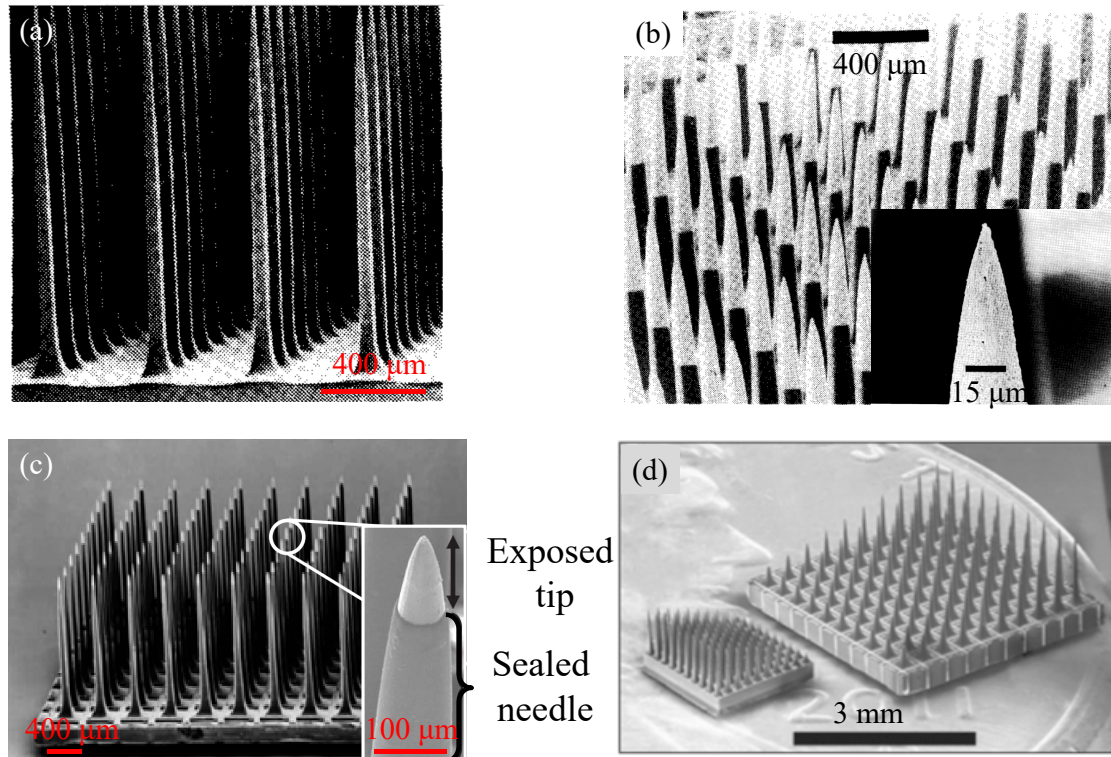 (a)
400 μm
(b)
400 μm
15 μm
(c)
400 μm
100 μm
Exposed
tip
Sealed
needle
(d)
3 mm